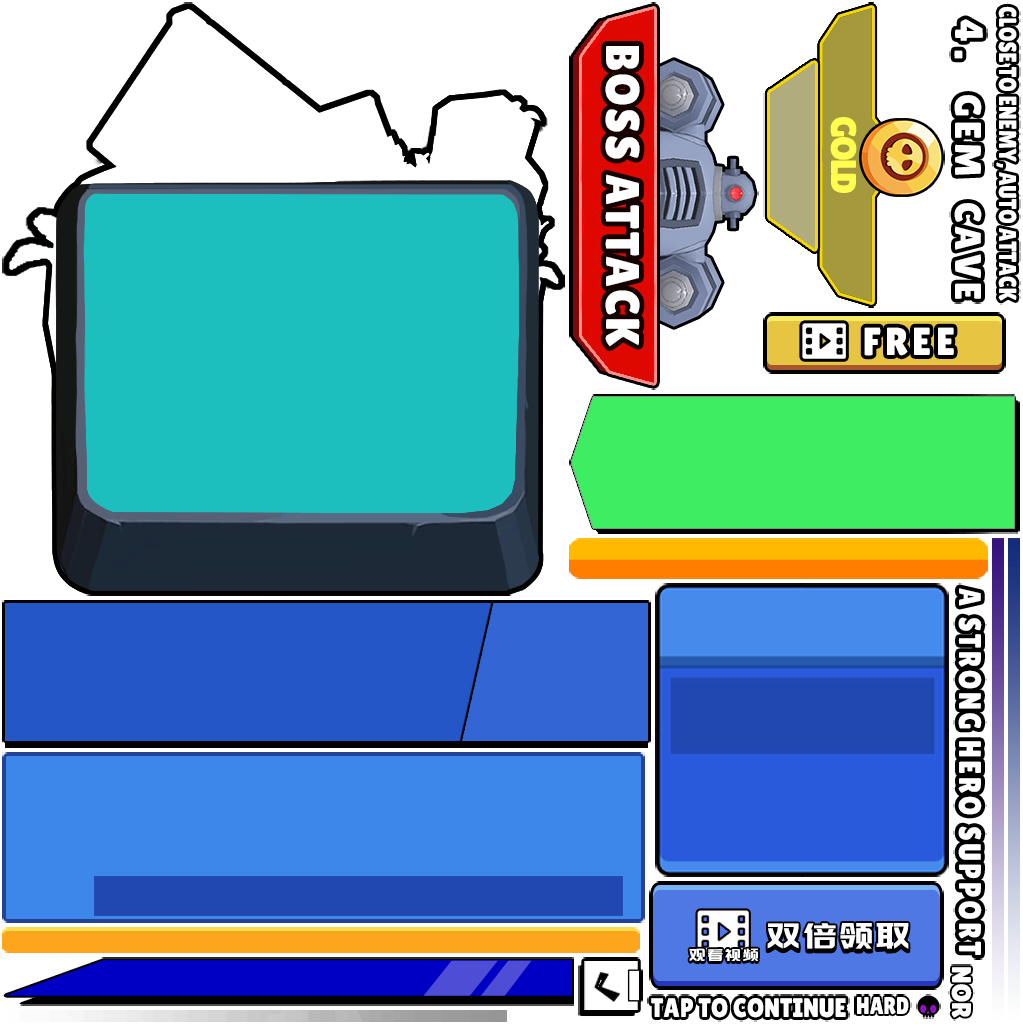 BOSS ATTACK
GOLD
4. GEM CAVE
CLOSE TO ENEMY, AUTO ATTACK
FREE
A STRONG HERO SUPPORT
双倍领取
观看视频
NOR
TAP TO CONTINUE
HARD